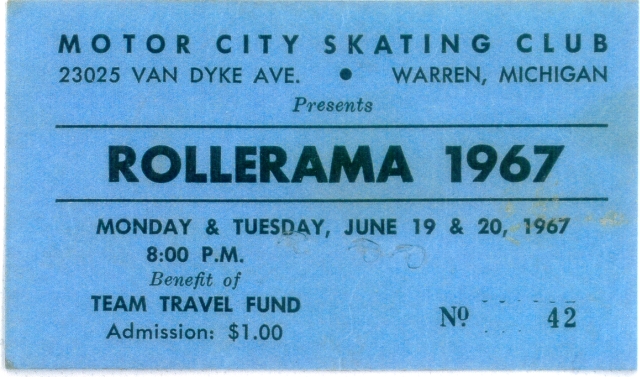 MOTOR CITY SKATING CLUB
23025 VAN DYKE AVE. • WARREN, MICHIGAN
Presents
ROLLERAMA 1967
MONDAY & TUESDAY, JUNE 19 & 20, 1967
8:00 P.M.
Benefit of
TEAM TRAVEL FUND
Admission: $1.00
Nº 42